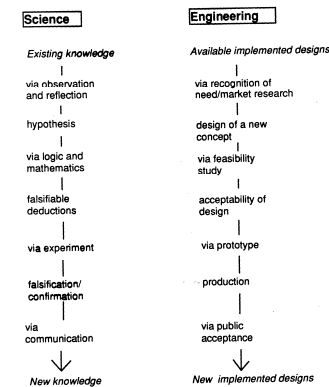 Science
Existing knowledge
via observation
and reflection
hypothesis
via logic and
mathematics
falsifiable
deductions
via experiment
falsification/
confirmation
via
communication
New knowledge
Engineering
Available implemented designs
via recognition of
need/market research
design of a new
concept
via feasibility
study
acceptability of
design
via prototype
production
via public
acceptance
New implemented designs